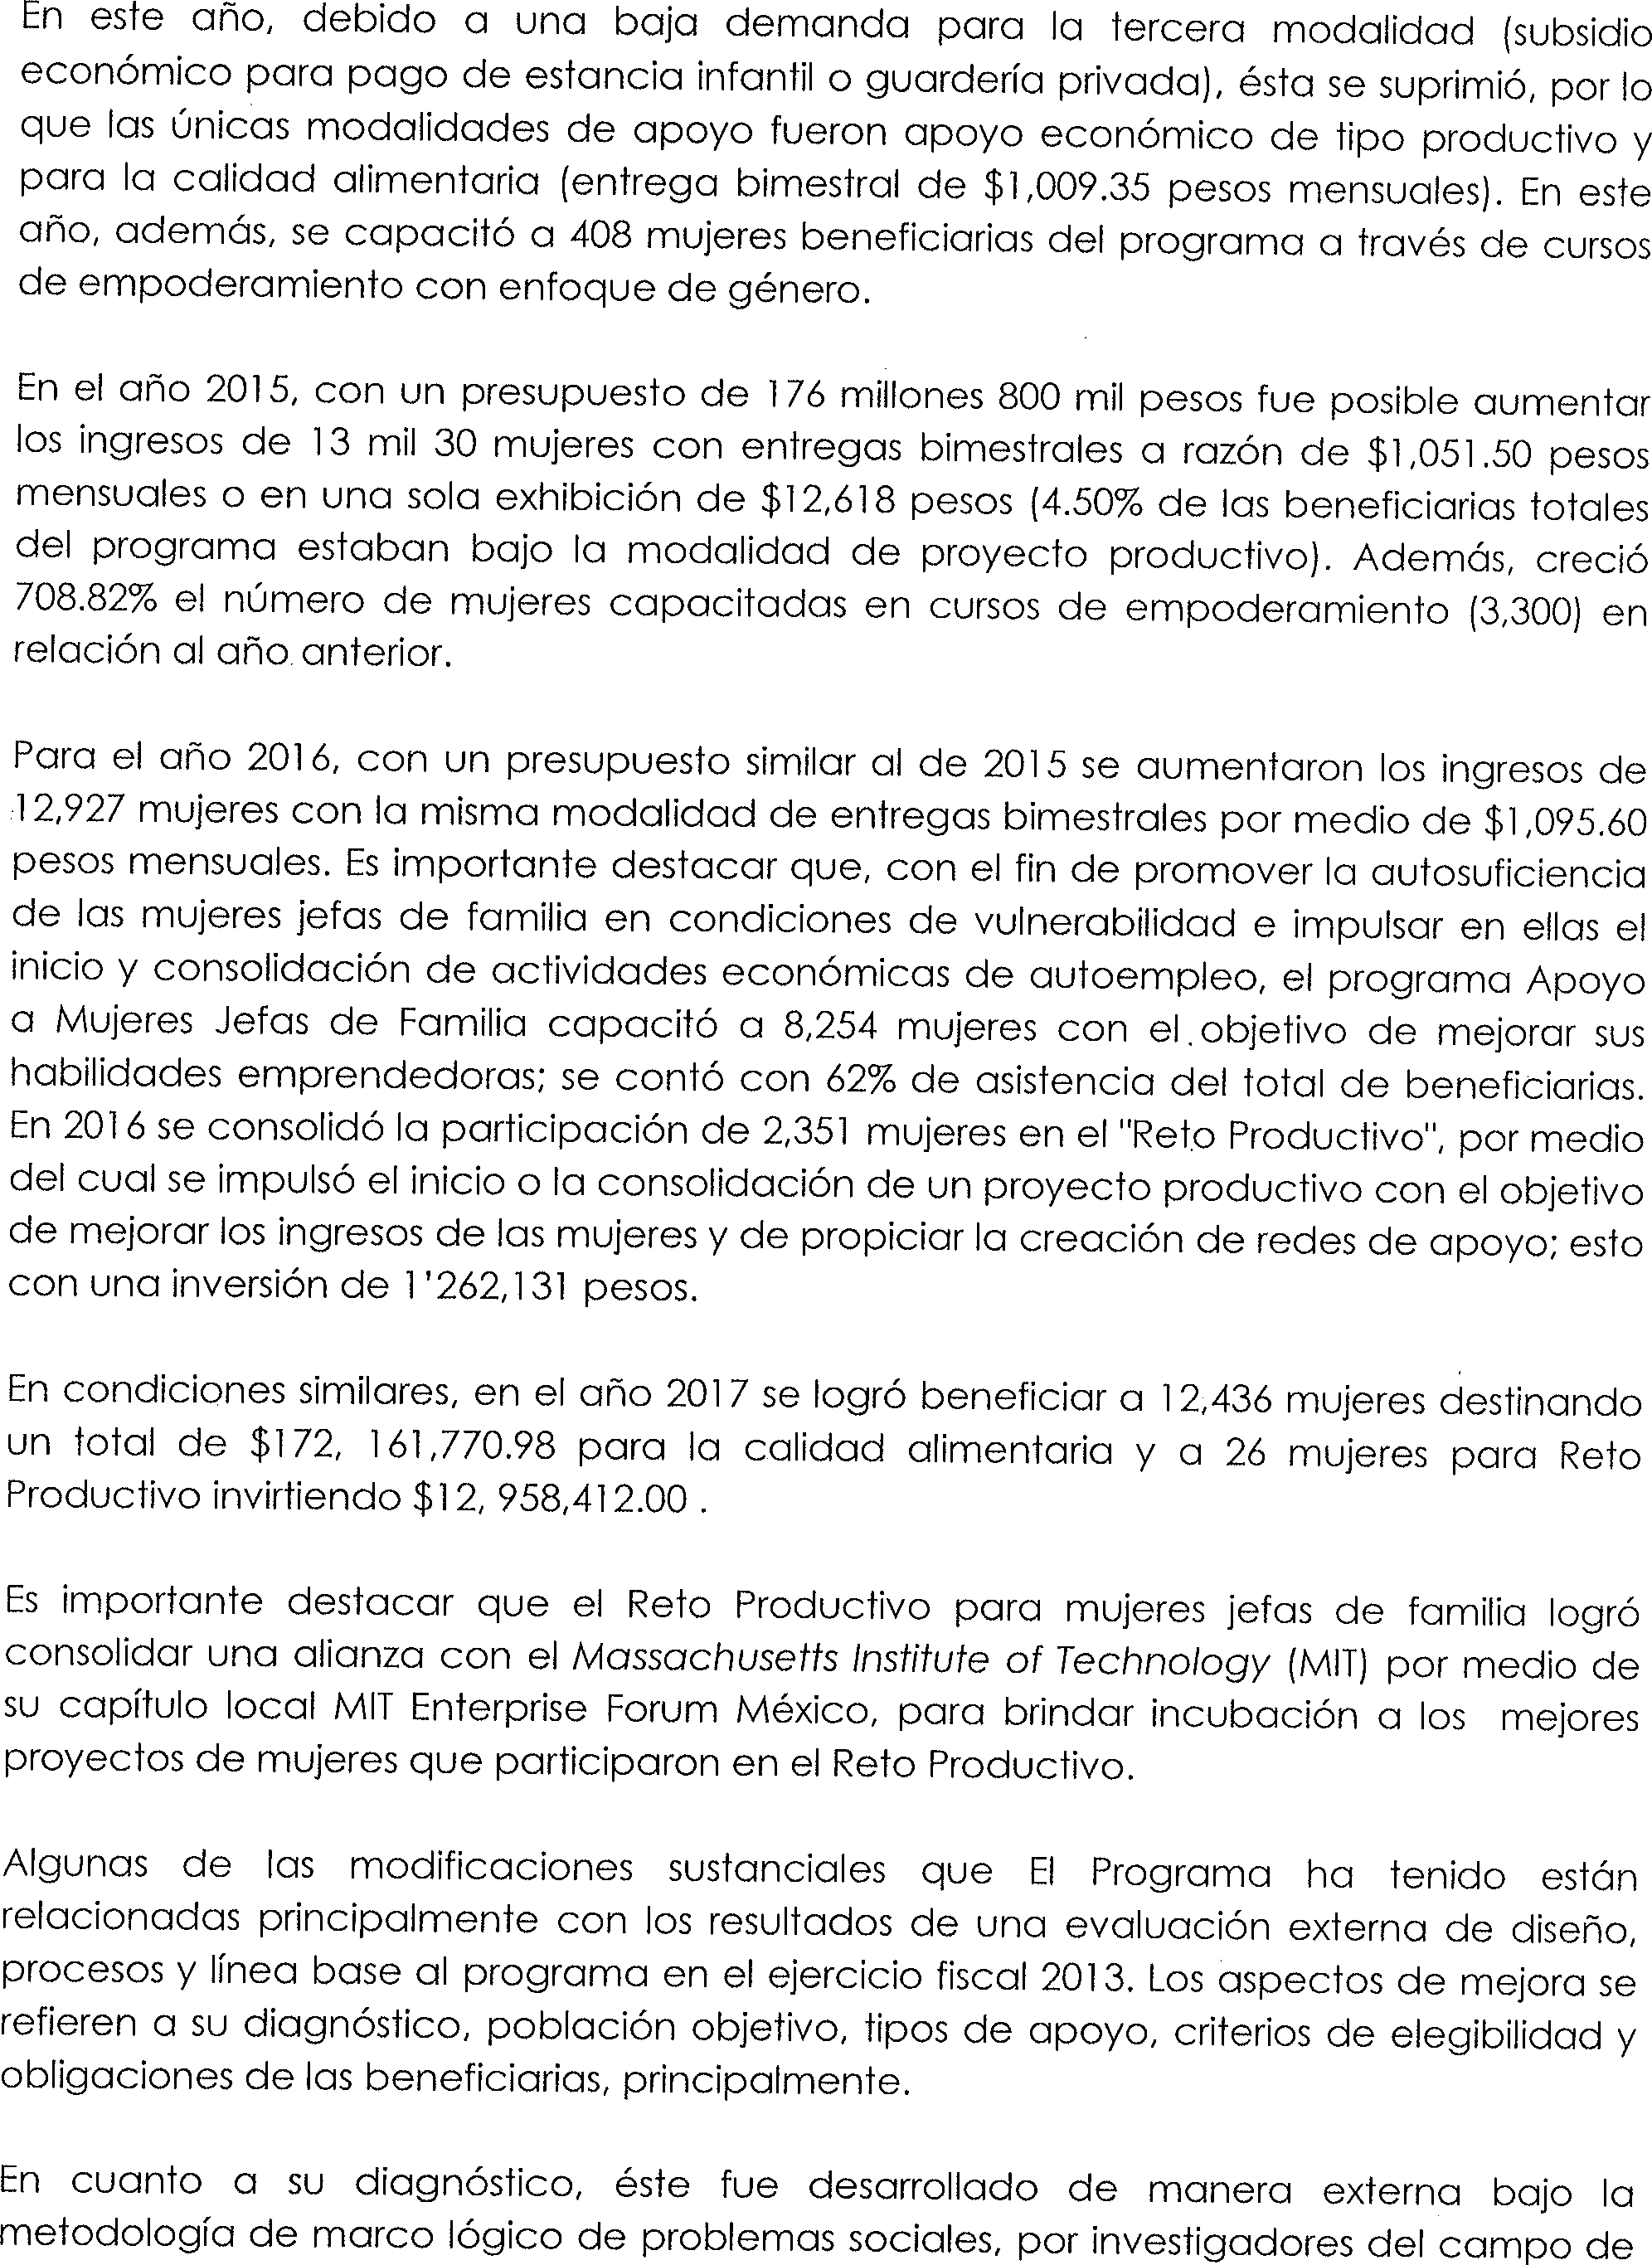 En este año, debido a una baja demanda para la tercera modalidad (subsidio
económico para pago de estancia infantil o guardería privada), ésta se suprimió, por lo
que las únicas modalidades de apoyo fueron apoyo económico de tipo productivo y
para la calidad alimentaria (entrega bimestral de $1,009.35 pesos mensuales). En este
año, además, se capacitó a 408 mujeres beneficiarias del programa a través de cursos
de empoderamiento con enfoque de género.
En el año 2015, con un presupuesto de 176 millones 800 mil pesos fue posible aumentar
los ingresos de 13 mil 30 mujeres con entregas bimestrales a razón de $1,051.50 pesos
mensuales o en una sola exhibición de $12,618 pesos (4.50% de las beneficiarias totales
del programa estaban bajo la modalidad de proyecto productivo). Además, creció
708.82% el número de mujeres capacitadas en cursos de empoderamiento (3,300) en
relación al año anterior.
Para el año 2016, con un presupuesto similar al de 2015 se aumentaron los ingresos de
12,927 mujeres con la misma modalidad de entregas bimestrales por medio de $1,095.60
pesos mensuales. Es importante destacar que, con el fin de promover la autosuficiencia
de las mujeres jefas de familia en condiciones de vulnerabilidad e impulsar en ellas el
inicio y consolidación de actividades económicas de autoempleo, el programa Apoyo
a Mujeres Jefas de Familia capacitó a 8,254 mujeres con el objetivo de mejorar sus
habilidades emprendedoras; se contó con 62% de asistencia del total de beneficiarias.
En 2016 se consolidó la participación de 2,351 mujeres en el "Reto Productivo", por medio
del cual se impulsó el inicio o la consolidación de un proyecto productivo con el objetivo
de mejorar los ingresos de las mujeres y de propiciar la creación de redes de apoyo; esto
con una inversión de 1'262,131 pesos.
En condiciones similares, en el año 2017 se logró beneficiar a 12,436 mujeres destinando
un total de $172, 161,770.98 para la calidad alimentaria y a 26 mujeres para Reto
Productivo invirtiendo $12, 958,412.00 .
Es importante destacar que el Reto Productivo para mujeres jefas de familia logró
consolidar una alianza con el Massachusetts Institute of Technology (MIT) por medio de
su capítulo local MIT Enterprise Forum México, para brindar incubación a los mejores
proyectos de mujeres que participaron en el Reto Productivo.
Algunas de las modificaciones sustanciales que El Programa ha tenido están
relacionadas principalmente con los resultados de una evaluación externa de diseño,
procesos y línea base al programa en el ejercicio fiscal 2013. Los aspectos de mejora se
refieren a su diagnóstico, población objetivo, tipos de apoyo, criterios de elegibilidad y
obligaciones de las beneficiarias, principalmente.
En cuanto a su diagnóstico, éste fue desarrollado de manera externa bajo la
metodología de marco lógico de problemas sociales, por investigadores del campo de